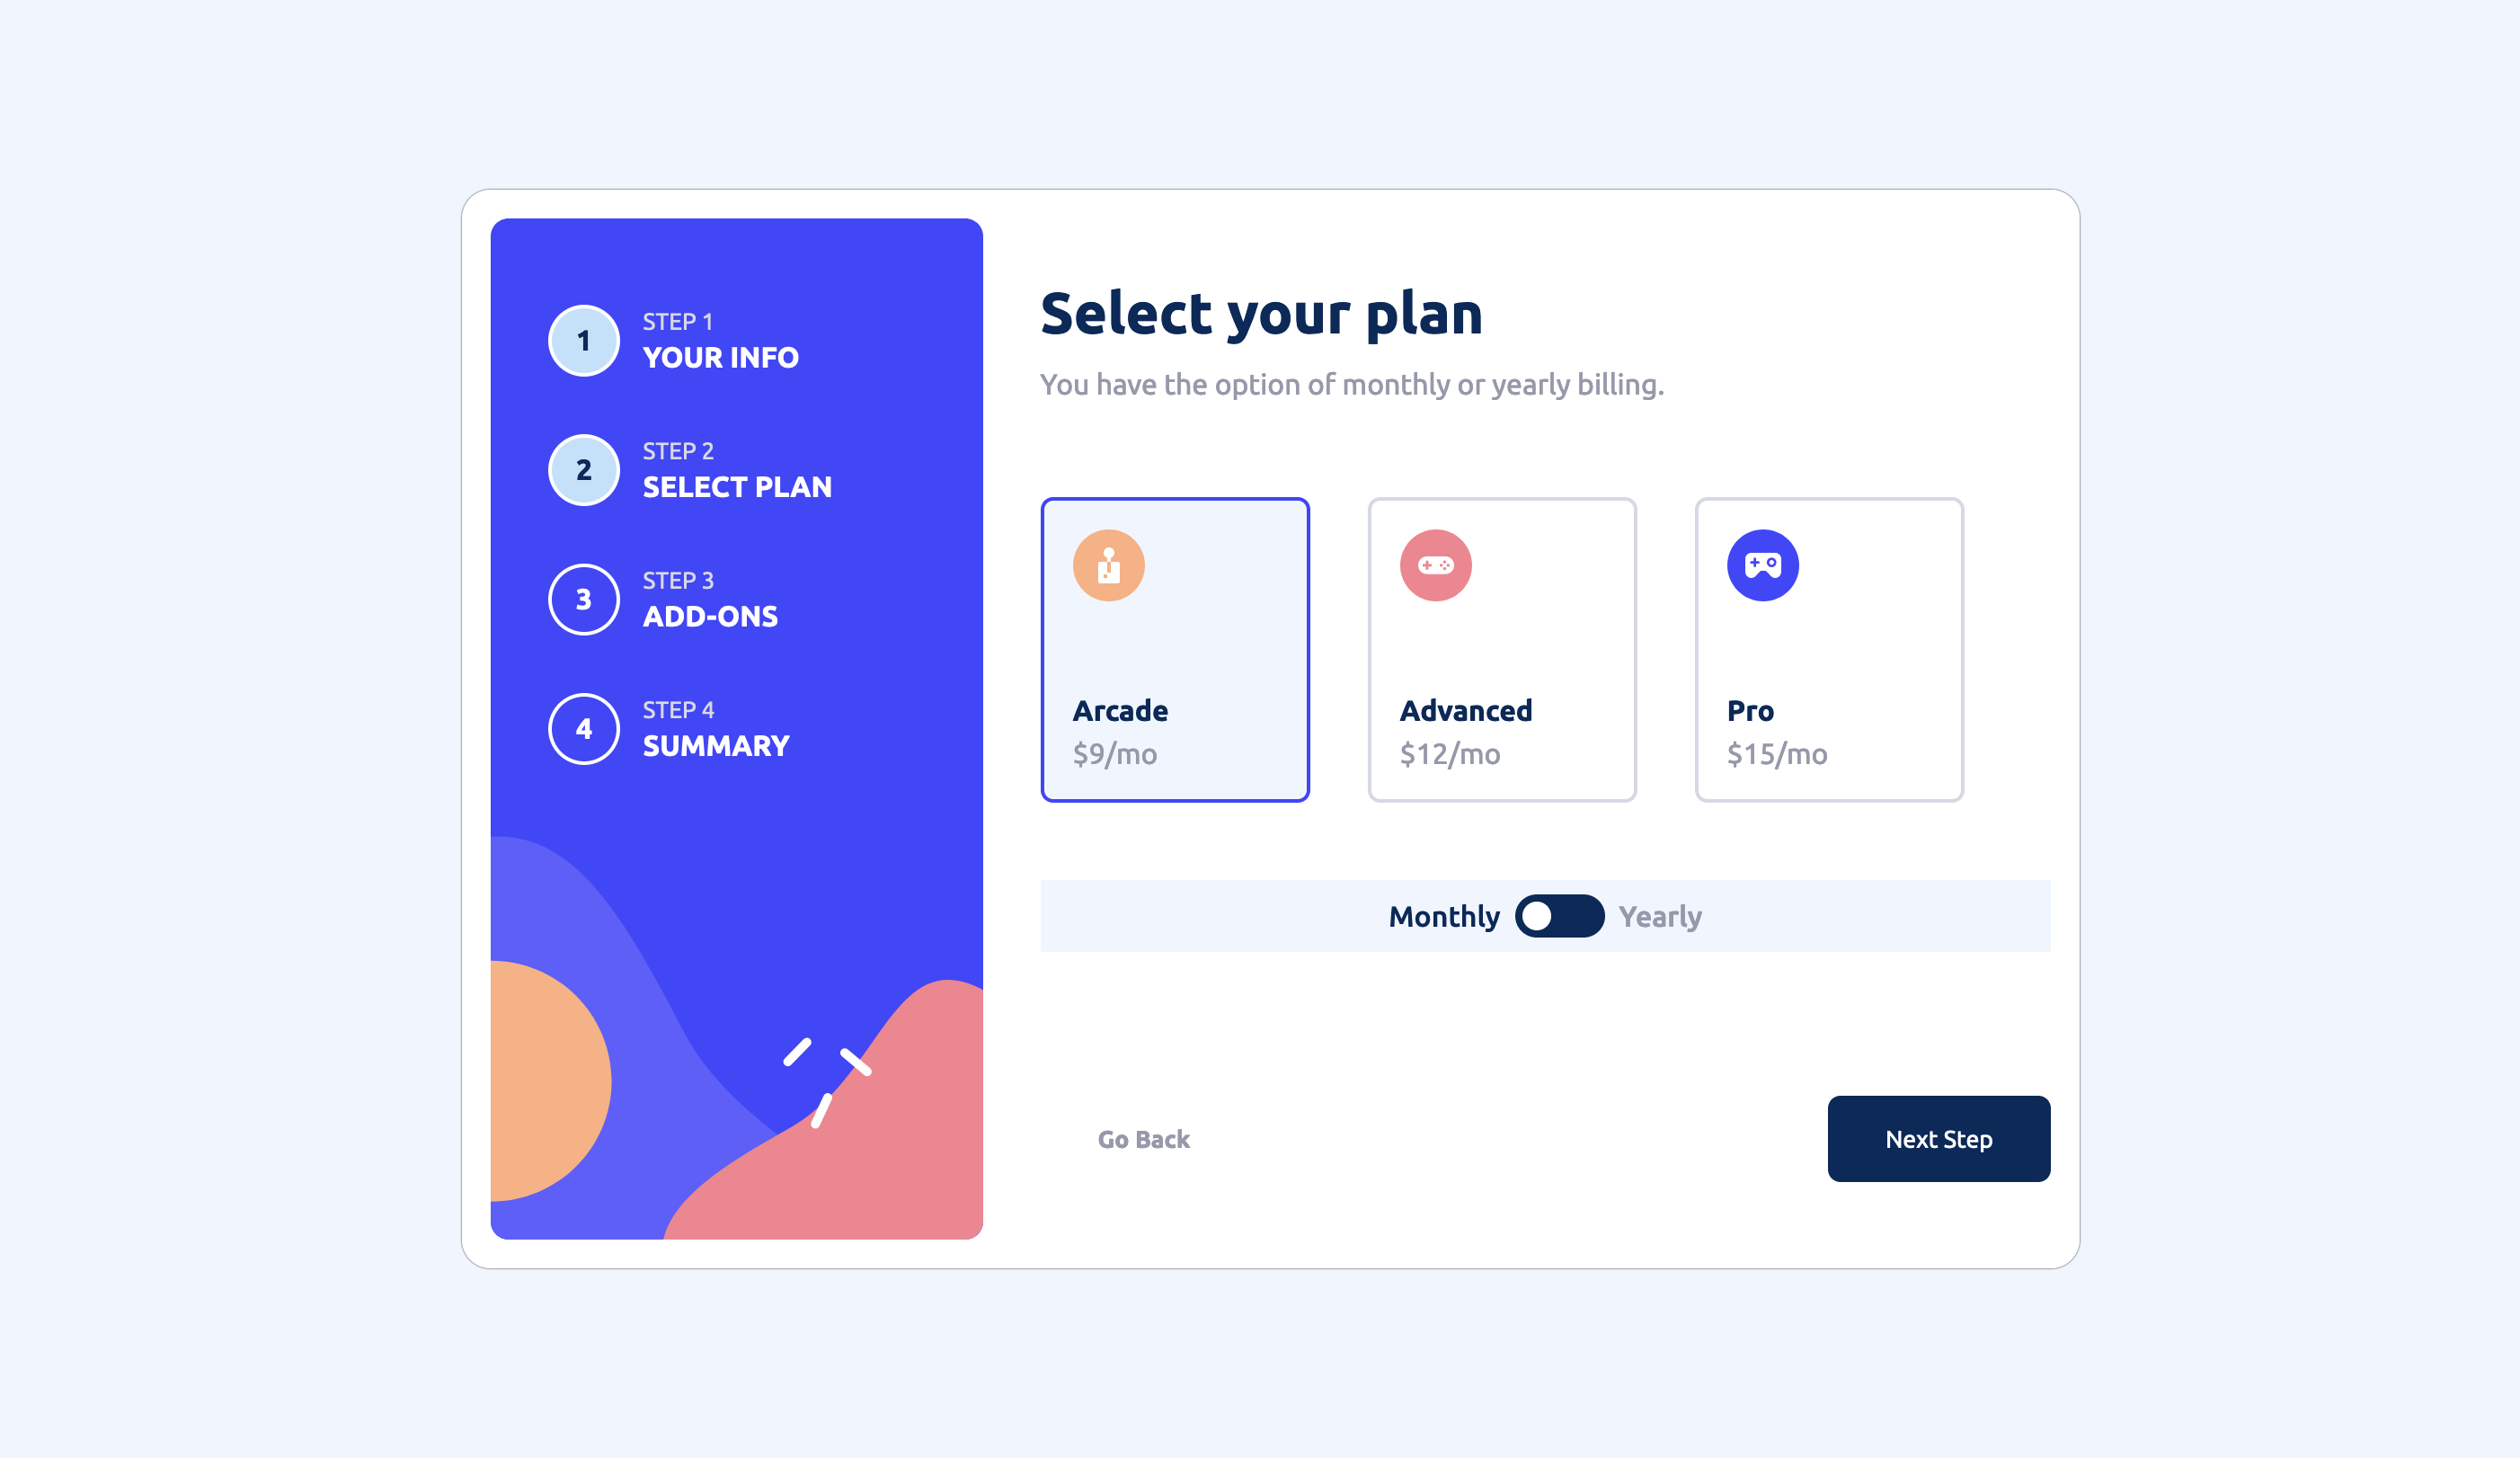 1
STEP 1
YOUR INFO
2
STEP 2
SELECT PLAN
3
STEP 3
ADD-ONS
4
STEP 4
SUMMARY
Select your plan
You have the option of monthly or yearly billing.
Arcade
$9/mo
Advanced
$12/mo
Pro
$15/mo
Monthly Yearly
Go Back
Next Step